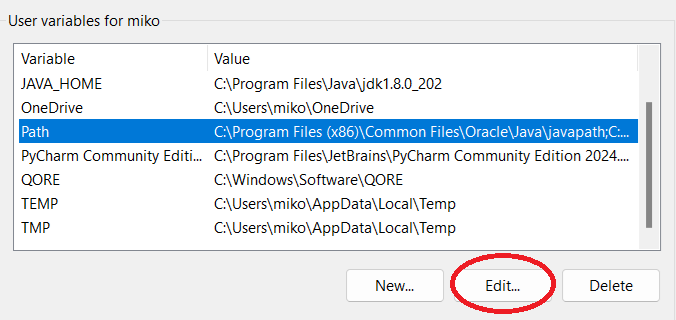 User variables for miko
Variable Value
JAVA_HOME C:\Program Files\Java\jdk1.8.0_202
OneDrive C:\Users\miko\OneDrive
Path C:\Program Files (x86)\Common Files\Oracle\Java\javapath;C:...
PyCharm Community Editi... C:\Program Files\JetBrains\PyCharm Community Edition 2024....
QORE C:\Windows\Software\QORE
TEMP C:\Users\miko\AppData\Local\Temp
TMP C:\Users\miko\AppData\Local\Temp
New... Edit... Delete